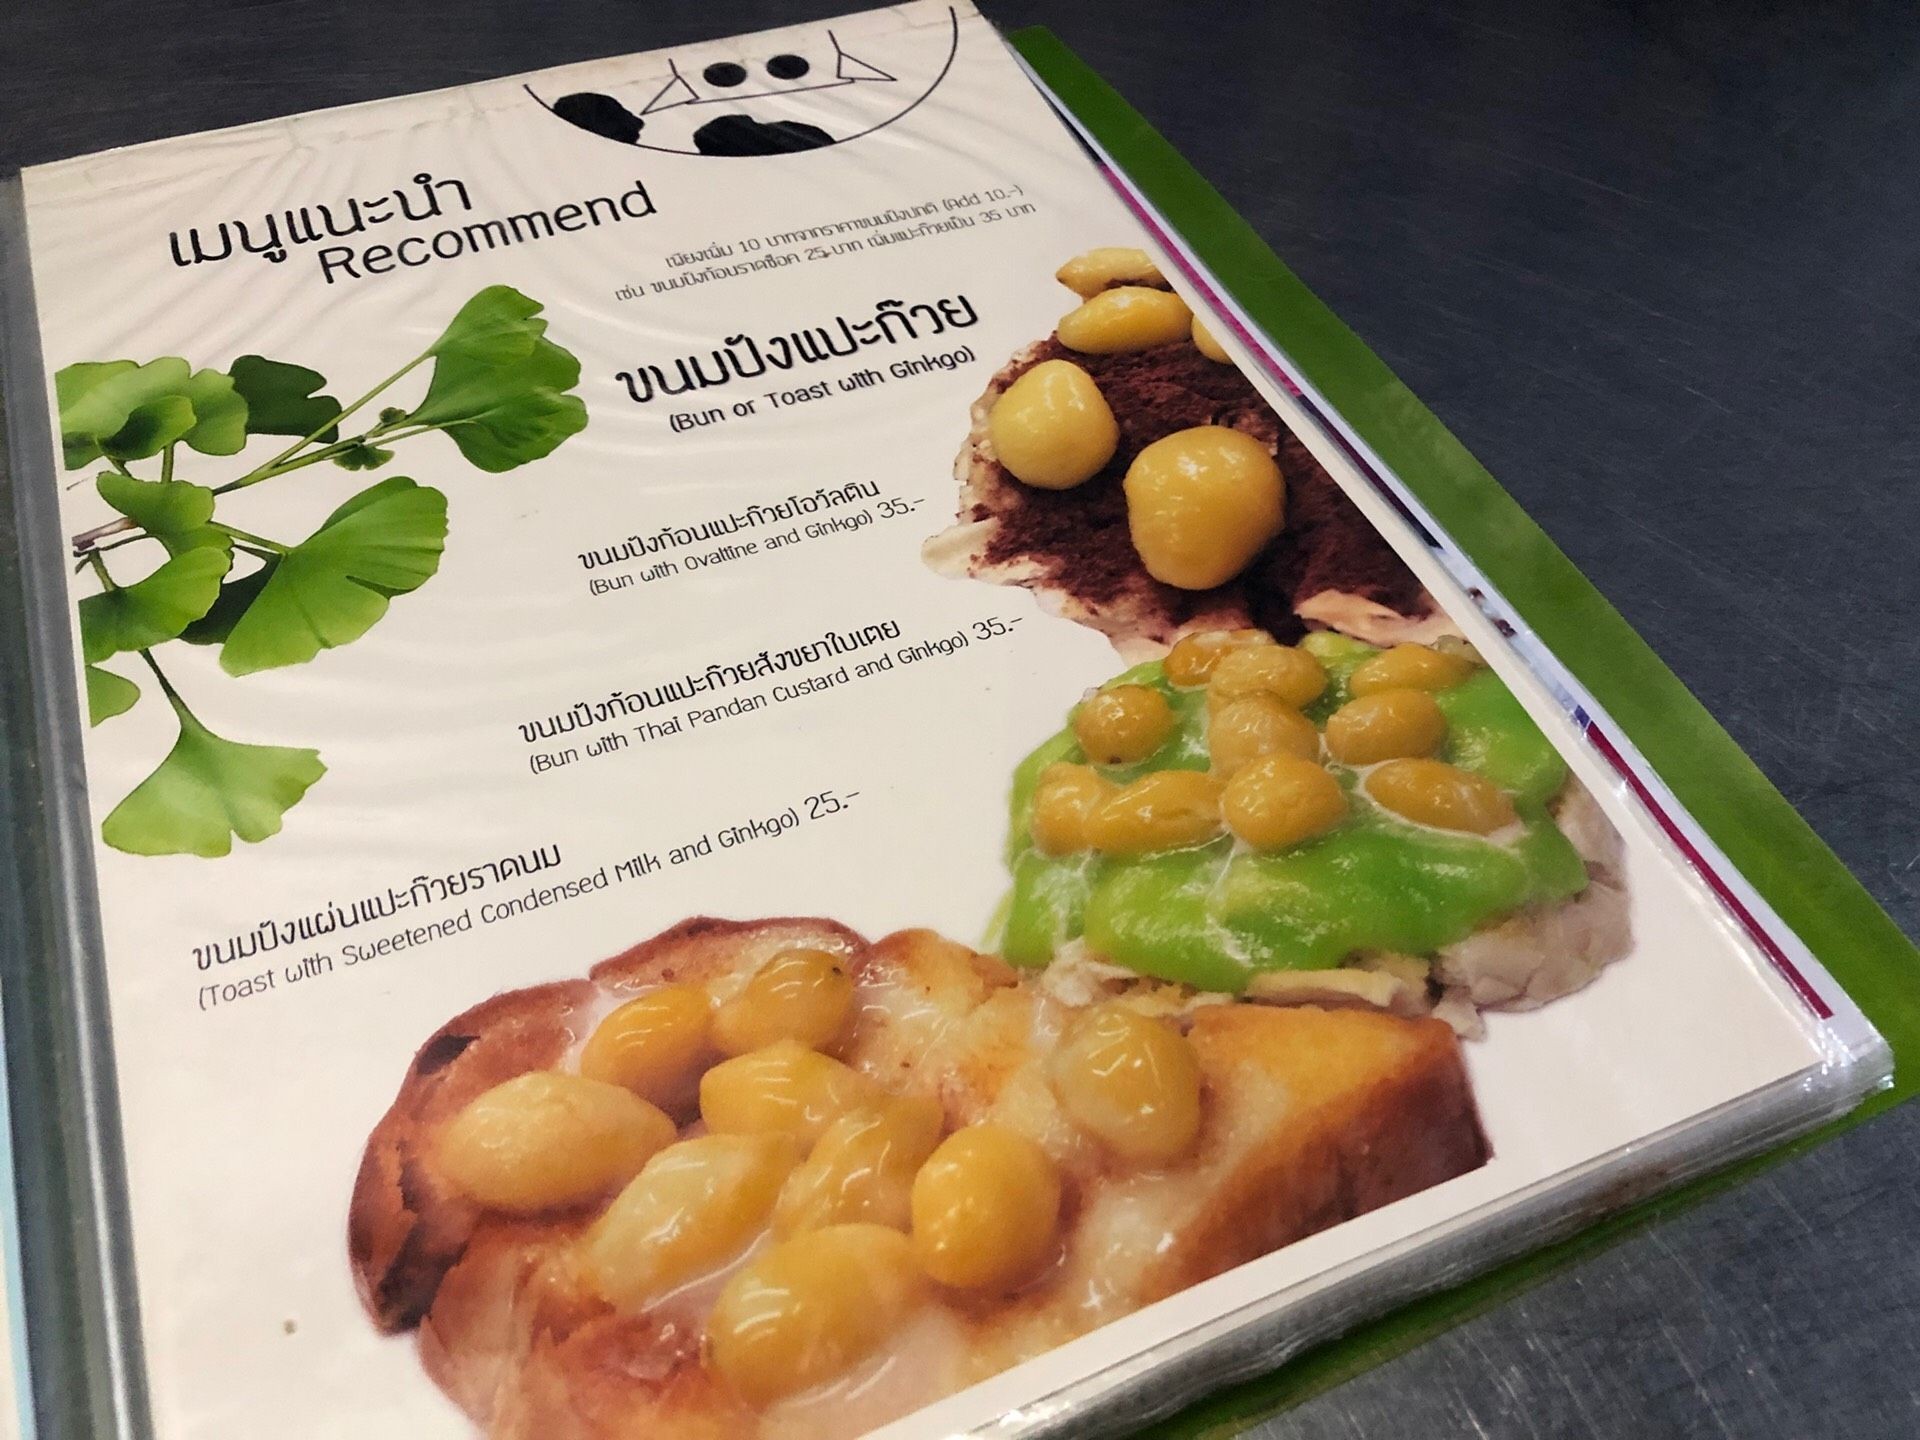 เมนูแนะนำ
Recommend
เพียงเพิ่ม 10 บาทจากราคาขนมปังปกติ (Add 10.-)
เช่น ขนมปังก้อนราดช็อค 25 บาท เพิ่มแปะก๊วยเป็น 35 บาท
ขนมปังแปะก๊วย
(Bun or Toast with Ginkgo)
ขนมปังก้อนแปะก๊วยโอวัลติน
(Bun with Ovaltine and Ginkgo) 35.-
ขนมปังก้อนแปะก๊วยสังขยาใบเตย
(Bun with Thai Pandan Custard and Ginkgo) 35.-
ขนมปังแผ่นแปะก๊วยราดนม
(Toast with Sweetened Condensed Milk and Ginkgo) 25.-